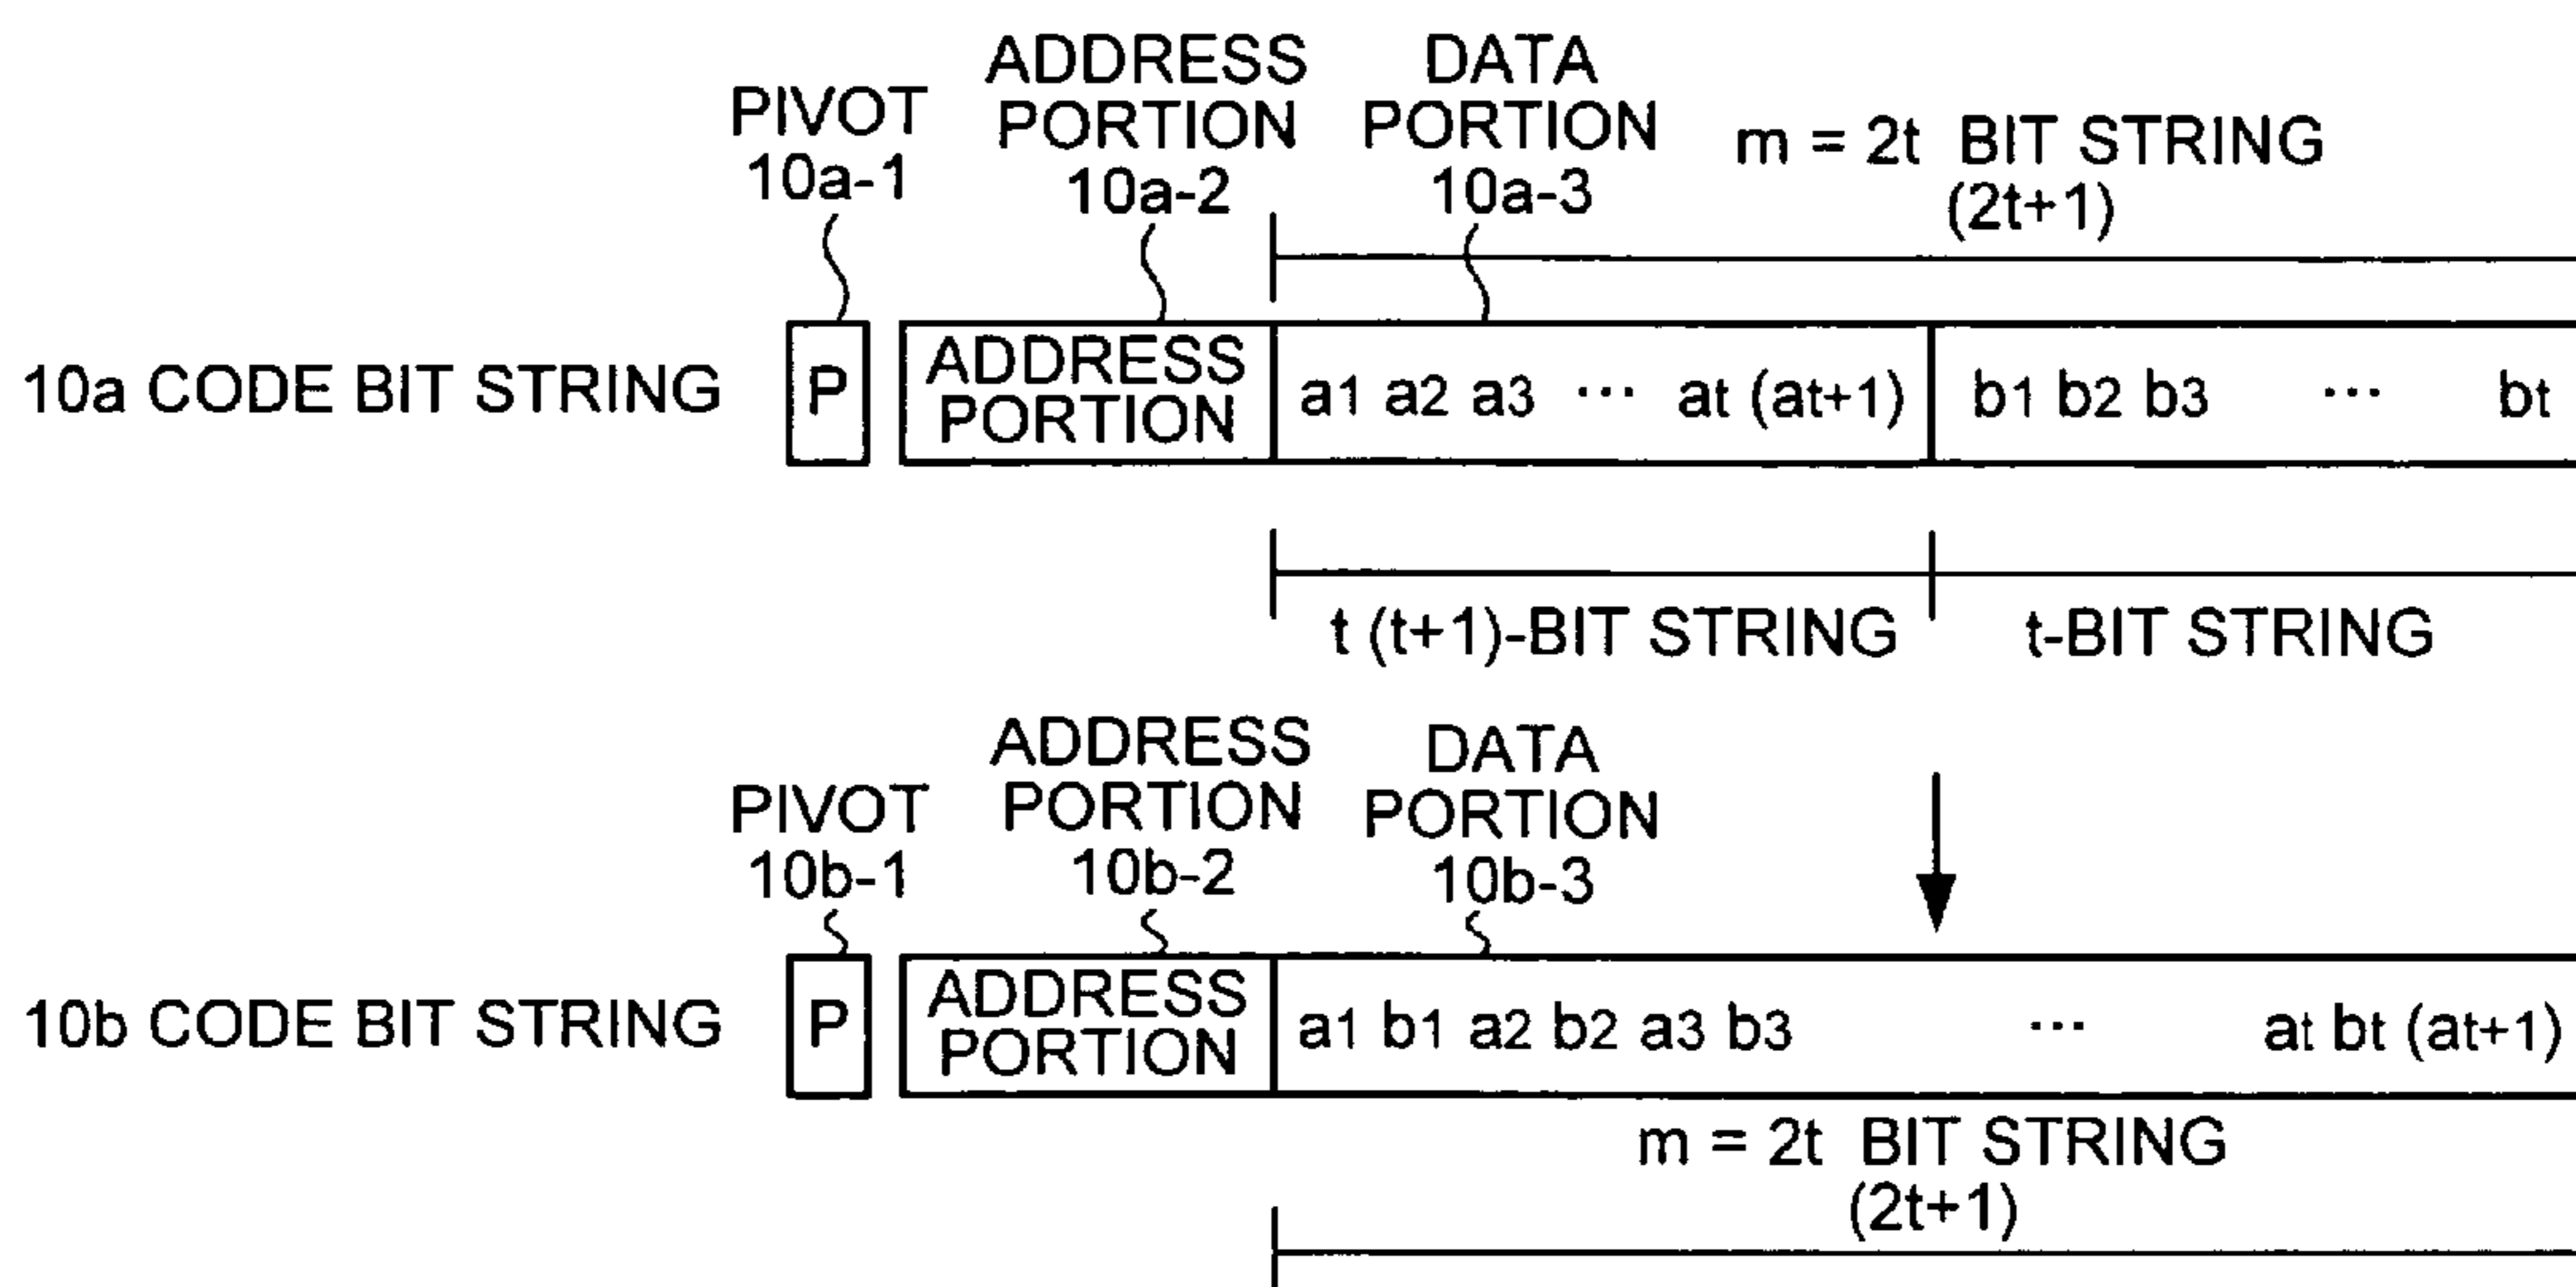 PIVOT
10a-1
ADDRESS
PORTION
10a-2
DATA
PORTION
10a-3
m = 2t BIT STRING
(2t+1)
10a CODE BIT STRING
P
ADDRESS
PORTION
a1 a2 a3 ··· at (at+1)
b1 b2 b3 ··· bt
t (t+1)-BIT STRING
t-BIT STRING
PIVOT
10b-1
ADDRESS
PORTION
10b-2
DATA
PORTION
10b-3
10b CODE BIT STRING
P
ADDRESS
PORTION
a1 b1 a2 b2 a3 b3 ··· at bt (at+1)
m = 2t BIT STRING
(2t+1)